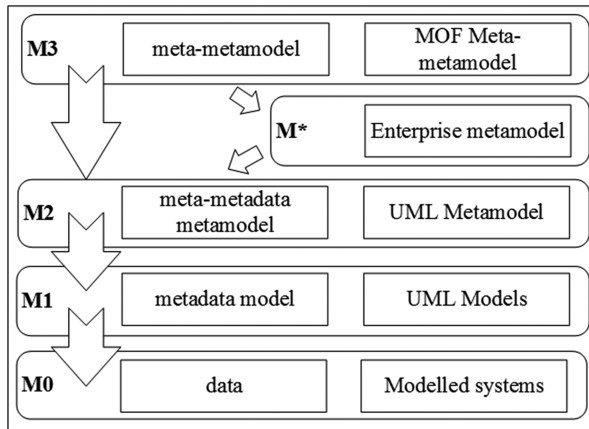 M3
meta-metamodel
MOF Meta-
metamodel
M*
Enterprise metamodel
M2
meta-metadata
metamodel
UML Metamodel
M1
metadata model
UML Models
M0
data
Modelled systems